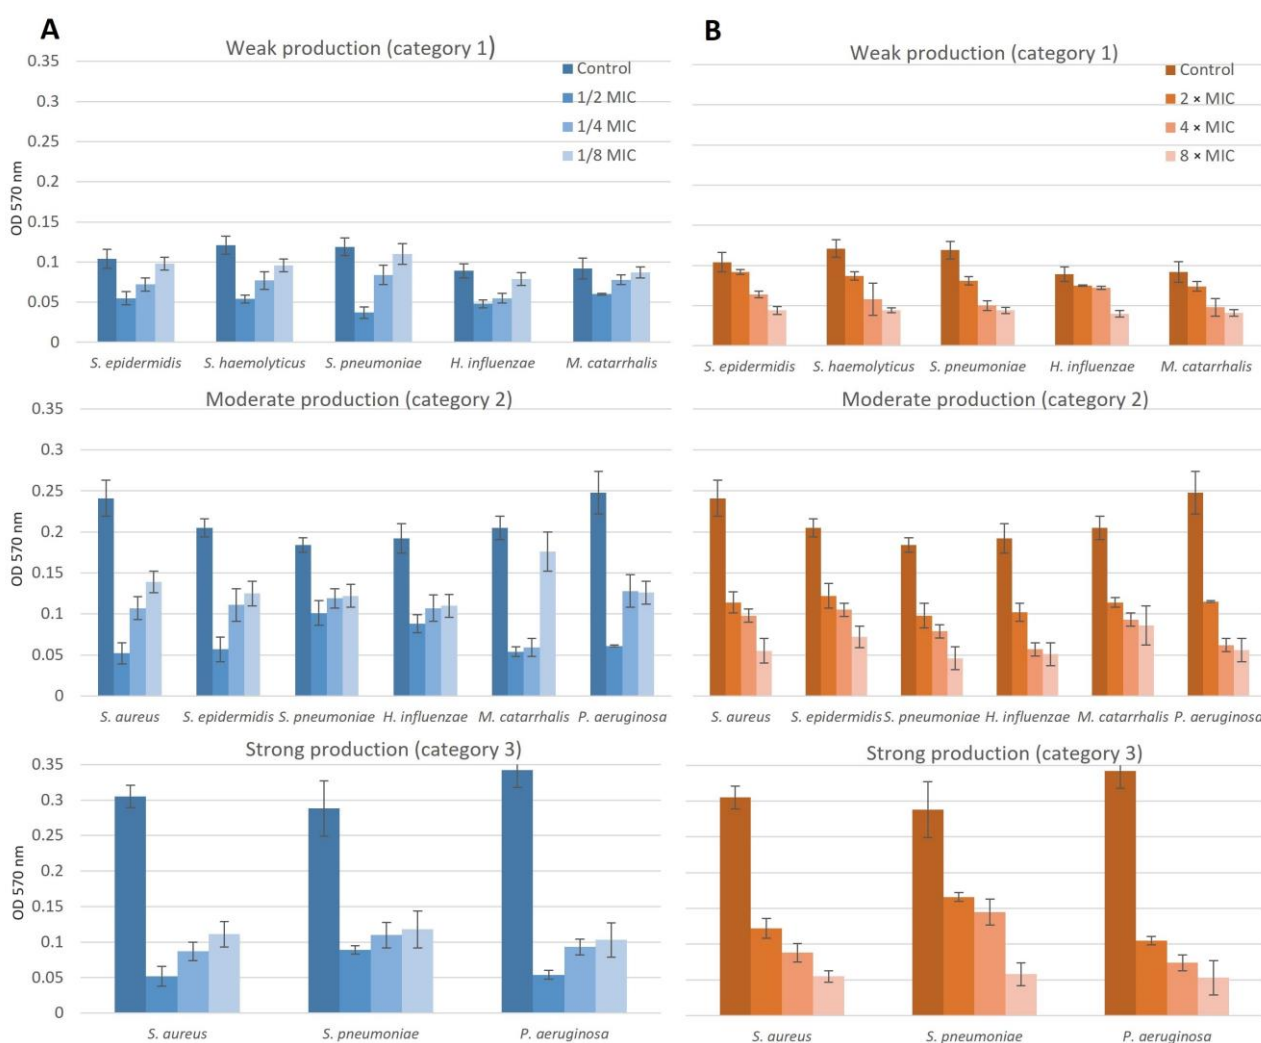 A
Weak production (category 1)
Control
1/2 MIC
1/4 MIC
1/8 MIC
OD 570 nm
0.35
0.3
0.25
0.2
0.15
0.1
0.05
0
S. epidermidis S. haemolyticus S. pneumoniae H. influenzae M. catarrhalis
Moderate production (category 2)
OD 570 nm
0.35
0.3
0.25
0.2
0.15
0.1
0.05
0
S. aureus S. epidermidis S. pneumoniae H. influenzae M. catarrhalis P. aeruginosa
Strong production (category 3)
OD 570 nm
0.35
0.3
0.25
0.2
0.15
0.1
0.05
0
S. aureus S. pneumoniae P. aeruginosa
B
Weak production (category 1)
Control
2 × MIC
4 × MIC
8 × MIC
S. epidermidis S. haemolyticus S. pneumoniae H. influenzae M. catarrhalis
Moderate production (category 2)
S. aureus S. epidermidis S. pneumoniae H. influenzae M. catarrhalis P. aeruginosa
Strong production (category 3)
S. aureus S. pneumoniae P. aeruginosa